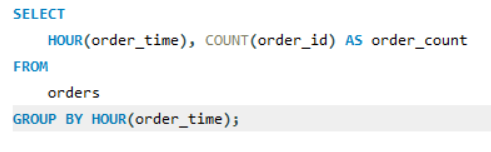 SELECT
    HOUR(order_time), COUNT(order_id) AS order_count
FROM
    orders
GROUP BY HOUR(order_time);